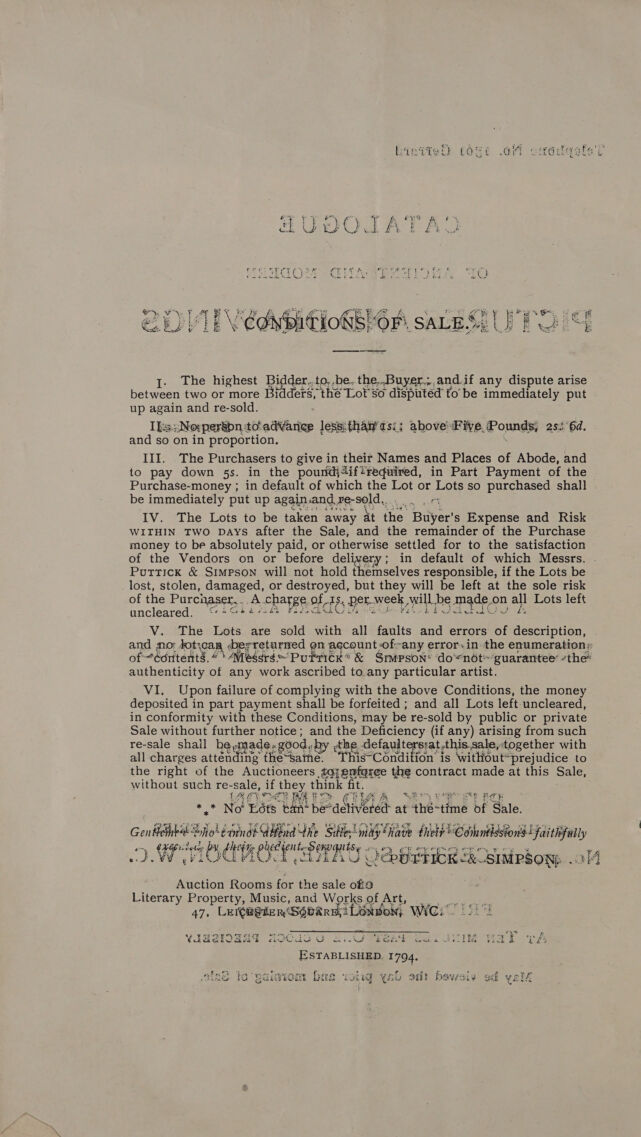 CONDITIONS OF SALE.
I. The highest Bidder to be the Buyer; and if any dispute arise
between two or more Bidders, the Lot so disputed to be immediately put
up again and re-sold.
II. No person to advance less than 1s.; above Five Pounds, 2s. 6d.
and so on in proportion.
III. The Purchasers to give in their Names and Places of Abode, and
to pay down 5s. in the pound, if required, in Part Payment of the
Purchase-money; in default of which the Lot or Lots so purchased shall
be immediately put up again and re-sold.
IV. The Lots to be taken away at the Buyer's Expense and Risk
WITHIN TWO DAYS after the Sale, and the remainder of the Purchase
money to be absolutely paid, or otherwise settled for to the satisfaction
of the Vendors on or before delivery; in default of which Messrs.
PUTTICK & SIMPSON will not hold themselves responsible, if the Lots be
lost, stolen, damaged, or destroyed, but they will be left at the sole risk
of the Purchaser. A charge of 1s. per week will be made on all Lots left
uncleared.
V. The Lots are sold with all faults and errors of description,
and no lot can be returned on account of any error in the enumeration
of contents. Messrs. PUTTICK & SIMPSON do not guarantee the
authenticity of any work ascribed to any particular artist.
VI. Upon failure of complying with the above Conditions, the money
deposited in part payment shall be forfeited; and all Lots left uncleared,
in conformity with these Conditions, may be re-sold by public or private
Sale without further notice; and the Deficiency (if any) arising from such
re-sale shall be made good by the defaulters at this sale, together with
all charges attending the same. This Condition is without prejudice to
the right of the Auctioneers to enforce the contract made at this Sale,
without such re-sale, if they think fit.
*.* No Lots can be delivered at the time of Sale.
Gentlemen who cannot attend the Sale, may have their Commissions faithfully
executed by their obedient Servants,
PUTTICK & SIMPSON.
Auction Rooms for the sale of
Literary Property, Music, and Works of Art,
47, LEICESTER SQUARE, LONDON, W.C.
ESTABLISHED 1794.